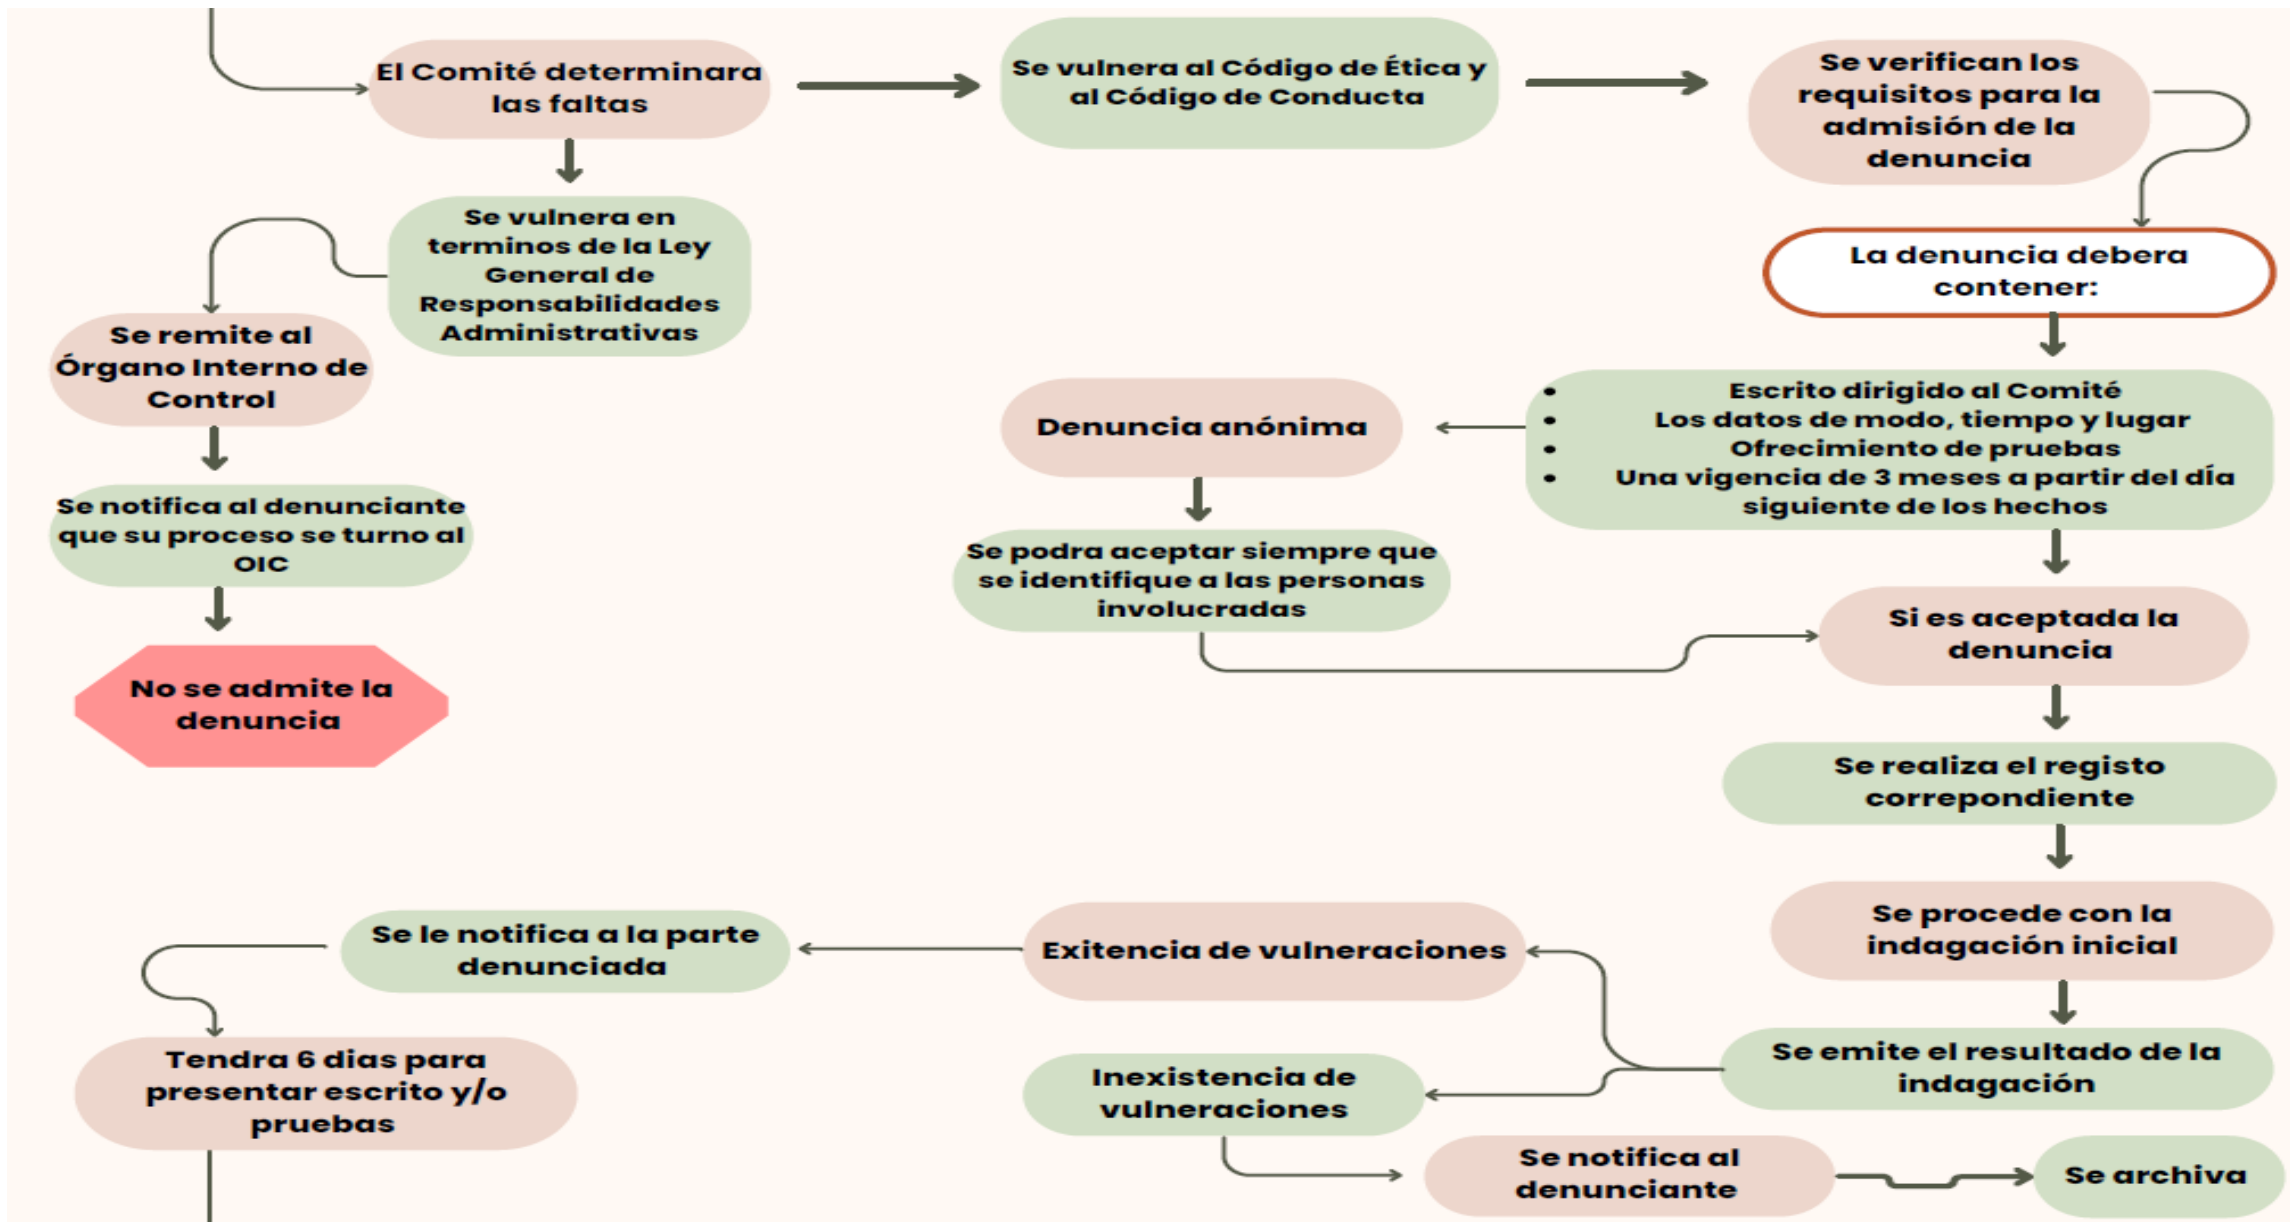 El Comité determinara
las faltas
Se vulnera al Código de Ética y
al Código de Conducta
Se verifican los
requisitos para la
admisión de la
denuncia
Se vulnera en
terminos de la Ley
General de
Responsabilidades
Administrativas
La denuncia debera
contener:
Se remite al
Órgano Interno de
Control
• Escrito dirigido al Comité
• Los datos de modo, tiempo y lugar
• Ofrecimiento de pruebas
• Una vigencia de 3 meses a partir del día
siguiente de los hechos
Denuncia anónima
Se notifica al denunciante
que su proceso se turno al
OIC
Se podra aceptar siempre que
se identifique a las personas
involucradas
Si es aceptada la
denuncia
No se admite la
denuncia
Se realiza el registo
correpondiente
Se procede con la
indagación inicial
Se le notifica a la parte
denunciada
Exitencia de vulneraciones
Se emite el resultado de la
indagación
Tendra 6 dias para
presentar escrito y/o
pruebas
Inexistencia de
vulneraciones
Se notifica al
denunciante
Se archiva